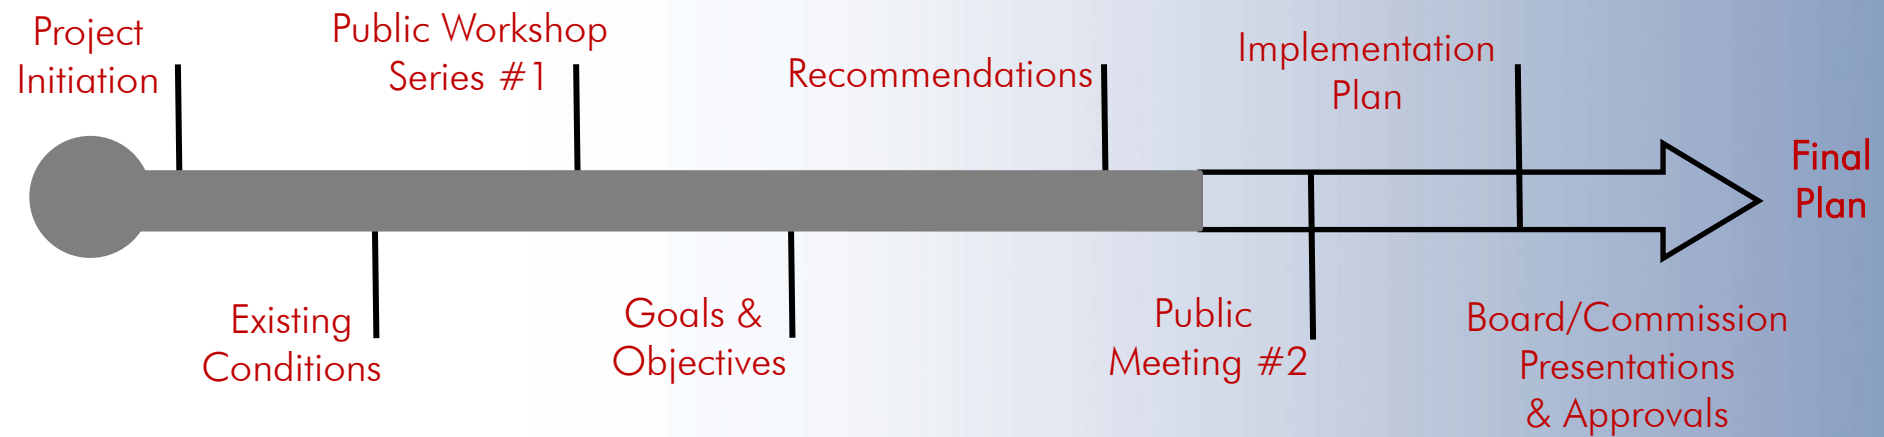 Project
Initiation
Public Workshop
Series #1
Recommendations
Implementation
Plan
Final
Plan
Existing
Conditions
Goals &
Objectives
Public
Meeting #2
Board/Commission
Presentations
& Approvals